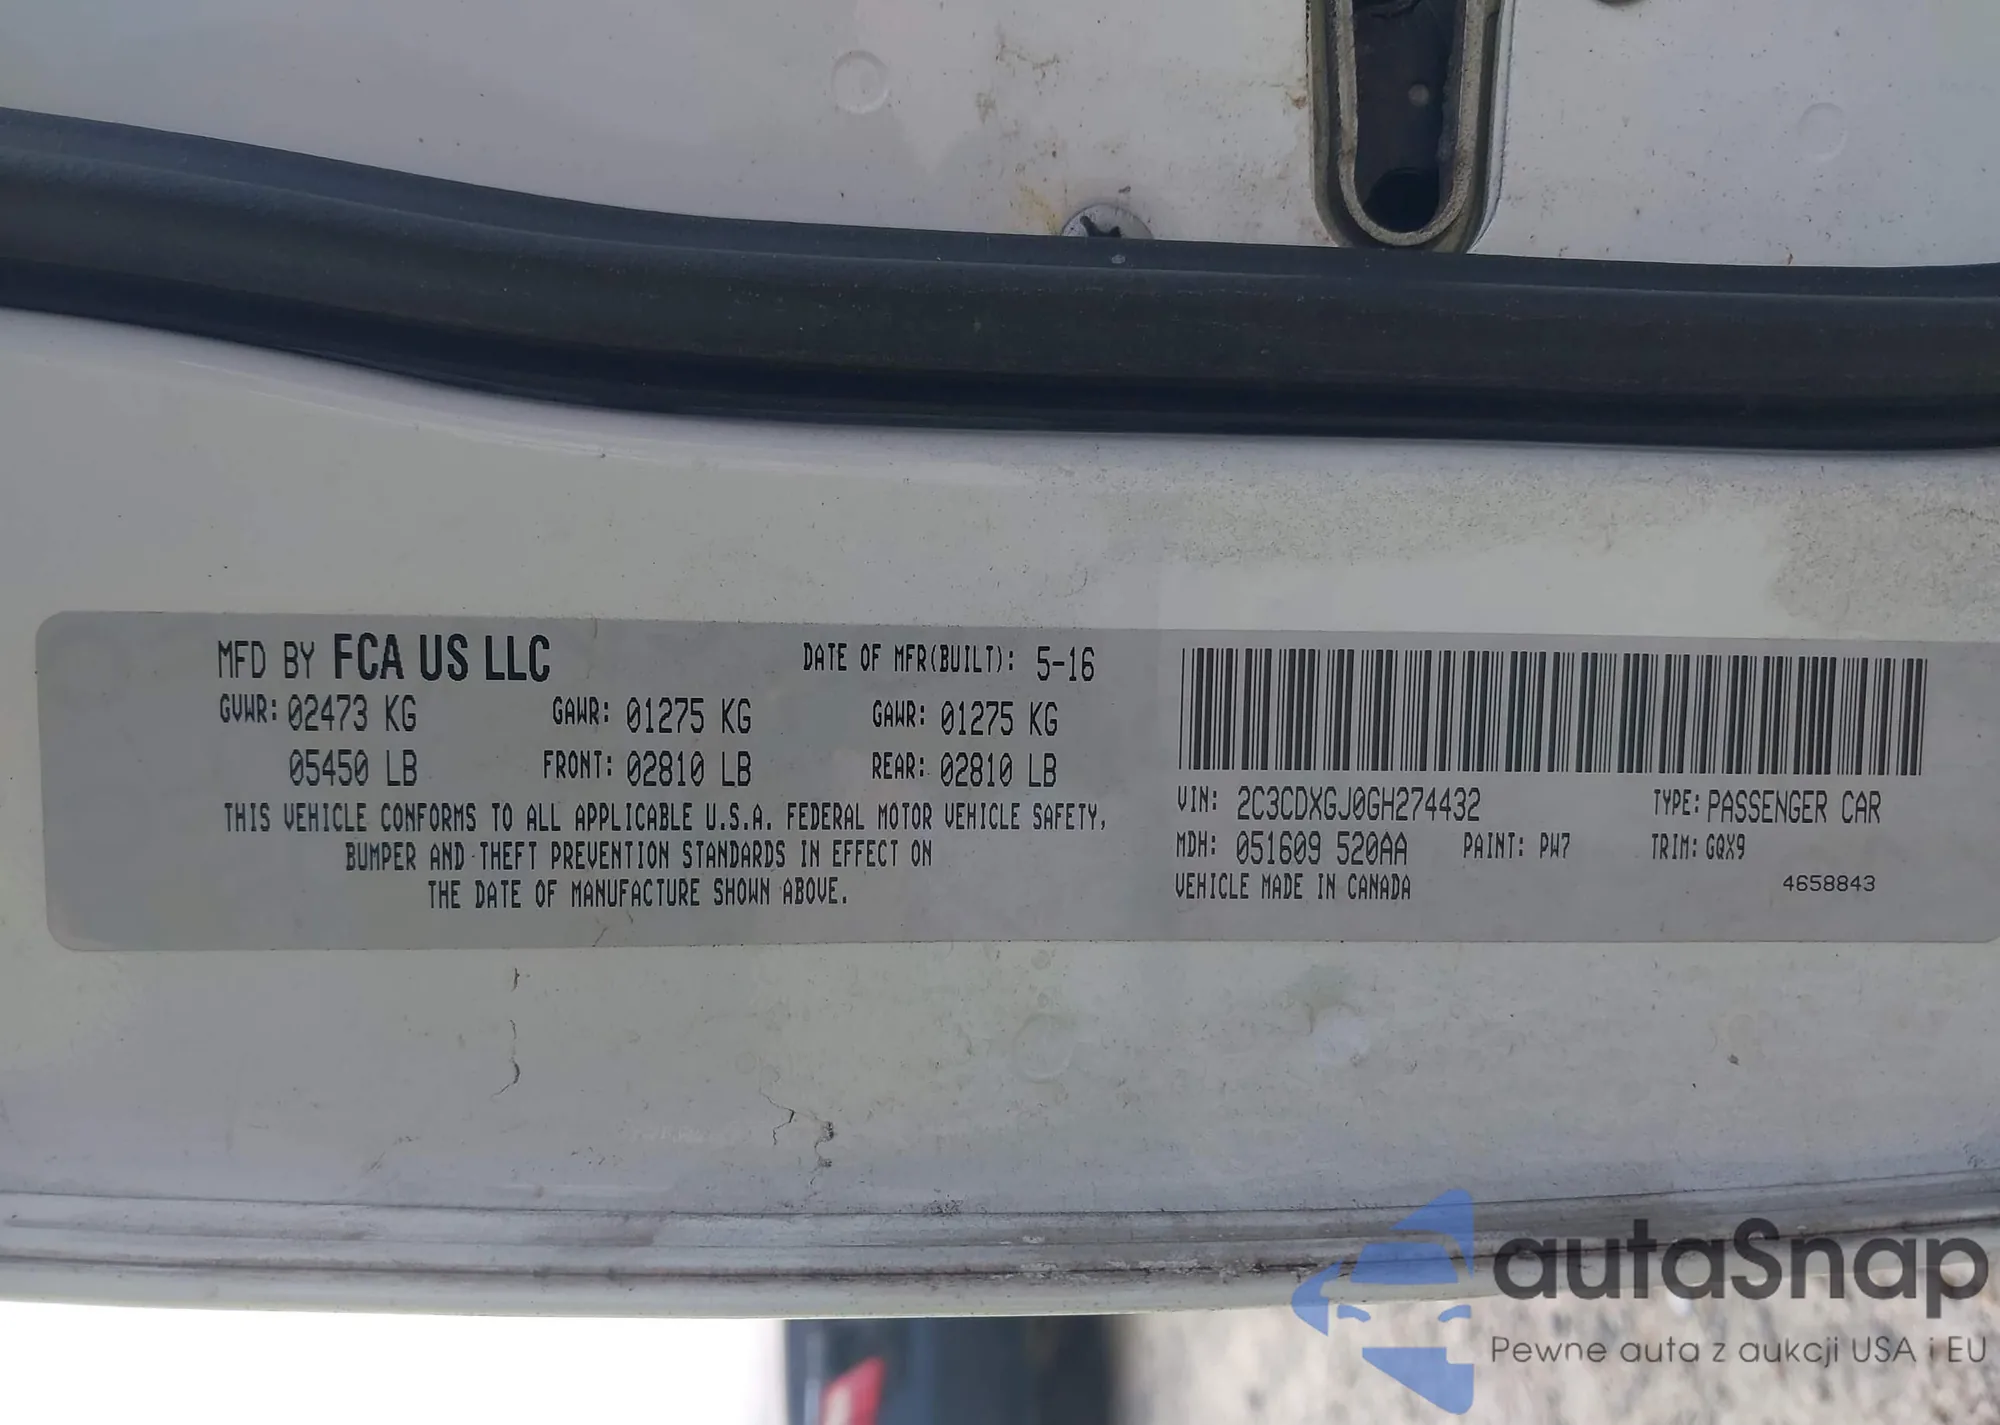 MFD BY FCA US LLC DATE OF MFR(BUILT): 5-16
GVWR: 02473 KG GAWR: 01275 KG GAWR: 01275 KG
05450 LB FRONT: 02810 LB REAR: 02810 LB
THIS VEHICLE CONFORMS TO ALL APPLICABLE U.S.A. FEDERAL MOTOR VEHICLE SAFETY,
BUMPER AND THEFT PREVENTION STANDARDS IN EFFECT ON
THE DATE OF MANUFACTURE SHOWN ABOVE.
VIN: 2C3CDXGJ0GH274432 TYPE: PASSENGER CAR
MDH: 051609 520AA PAINT: PW7 TRIM: GQX9
VEHICLE MADE IN CANADA 4658843
autoSnap
Pewne auta z aukcji USA i EU